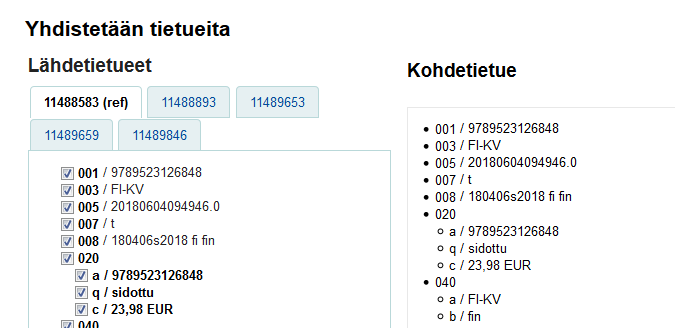 Yhdistetään tietueita
Lähdetietueet
11488583 (ref)
11488893
11489653
11489659
11489846
001 / 9789523126848
003 / FI-KV
005 / 20180604094946.0
007 / t
008 / 180406s2018 fi fin
020
a / 9789523126848
q / sidottu
c / 23,98 EUR
040
Kohdetietue
001 / 9789523126848
003 / FI-KV
005 / 20180604094946.0
007 / t
008 / 180406s2018 fi fin
020
a / 9789523126848
q / sidottu
c / 23,98 EUR
040
a / FI-KV
b / fin